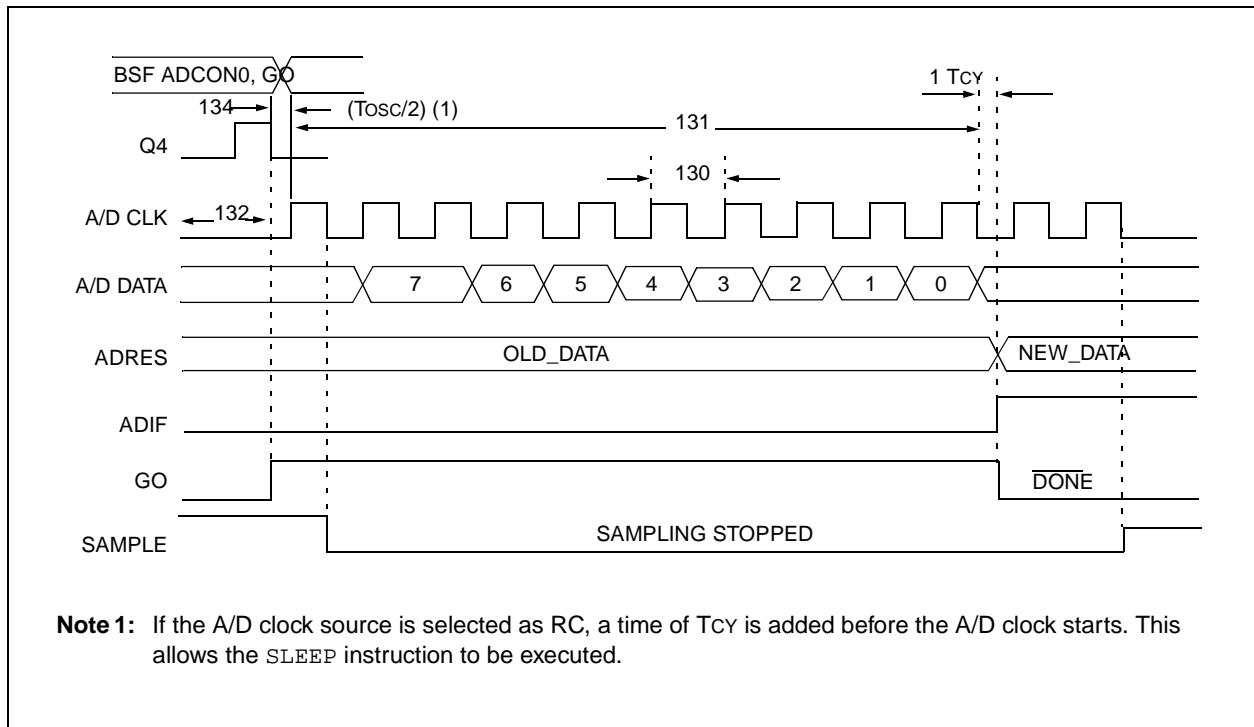 BSF ADCON0, GO
1 TCY
134
(TOSC/2) (1)
131
Q4
130
A/D CLK
132
A/D DATA
7 6 5 4 3 2 1 0
ADRES
OLD_DATA
NEW_DATA
ADIF
GO
DONE
SAMPLE
SAMPLING STOPPED
Note 1: If the A/D clock source is selected as RC, a time of TCY is added before the A/D clock starts. This
allows the SLEEP instruction to be executed.